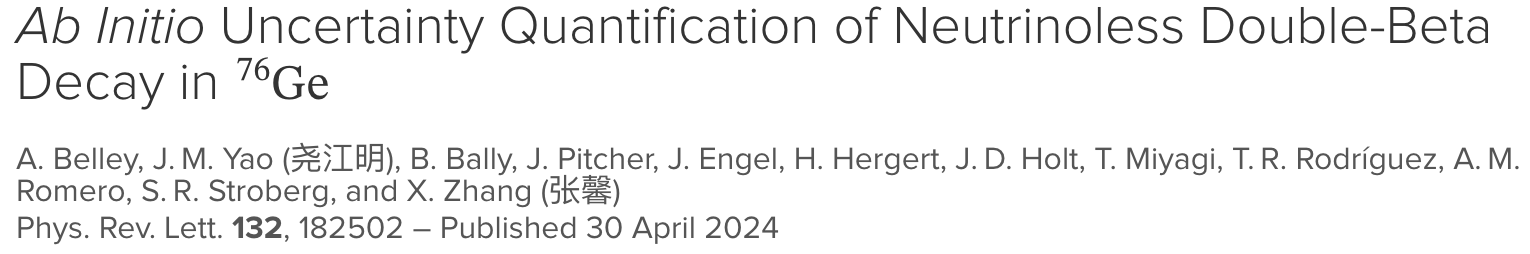 Ab Initio Uncertainty Quantification of Neutrinoless Double-Beta
Decay in ⁷⁶Ge
A. Belley, J. M. Yao (尧江明), B. Bally, J. Pitcher, J. Engel, H. Hergert, J. D. Holt, T. Miyagi, T. R. Rodríguez, A. M.
Romero, S. R. Stroberg, and X. Zhang (张馨)
Phys. Rev. Lett. 132, 182502 – Published 30 April 2024